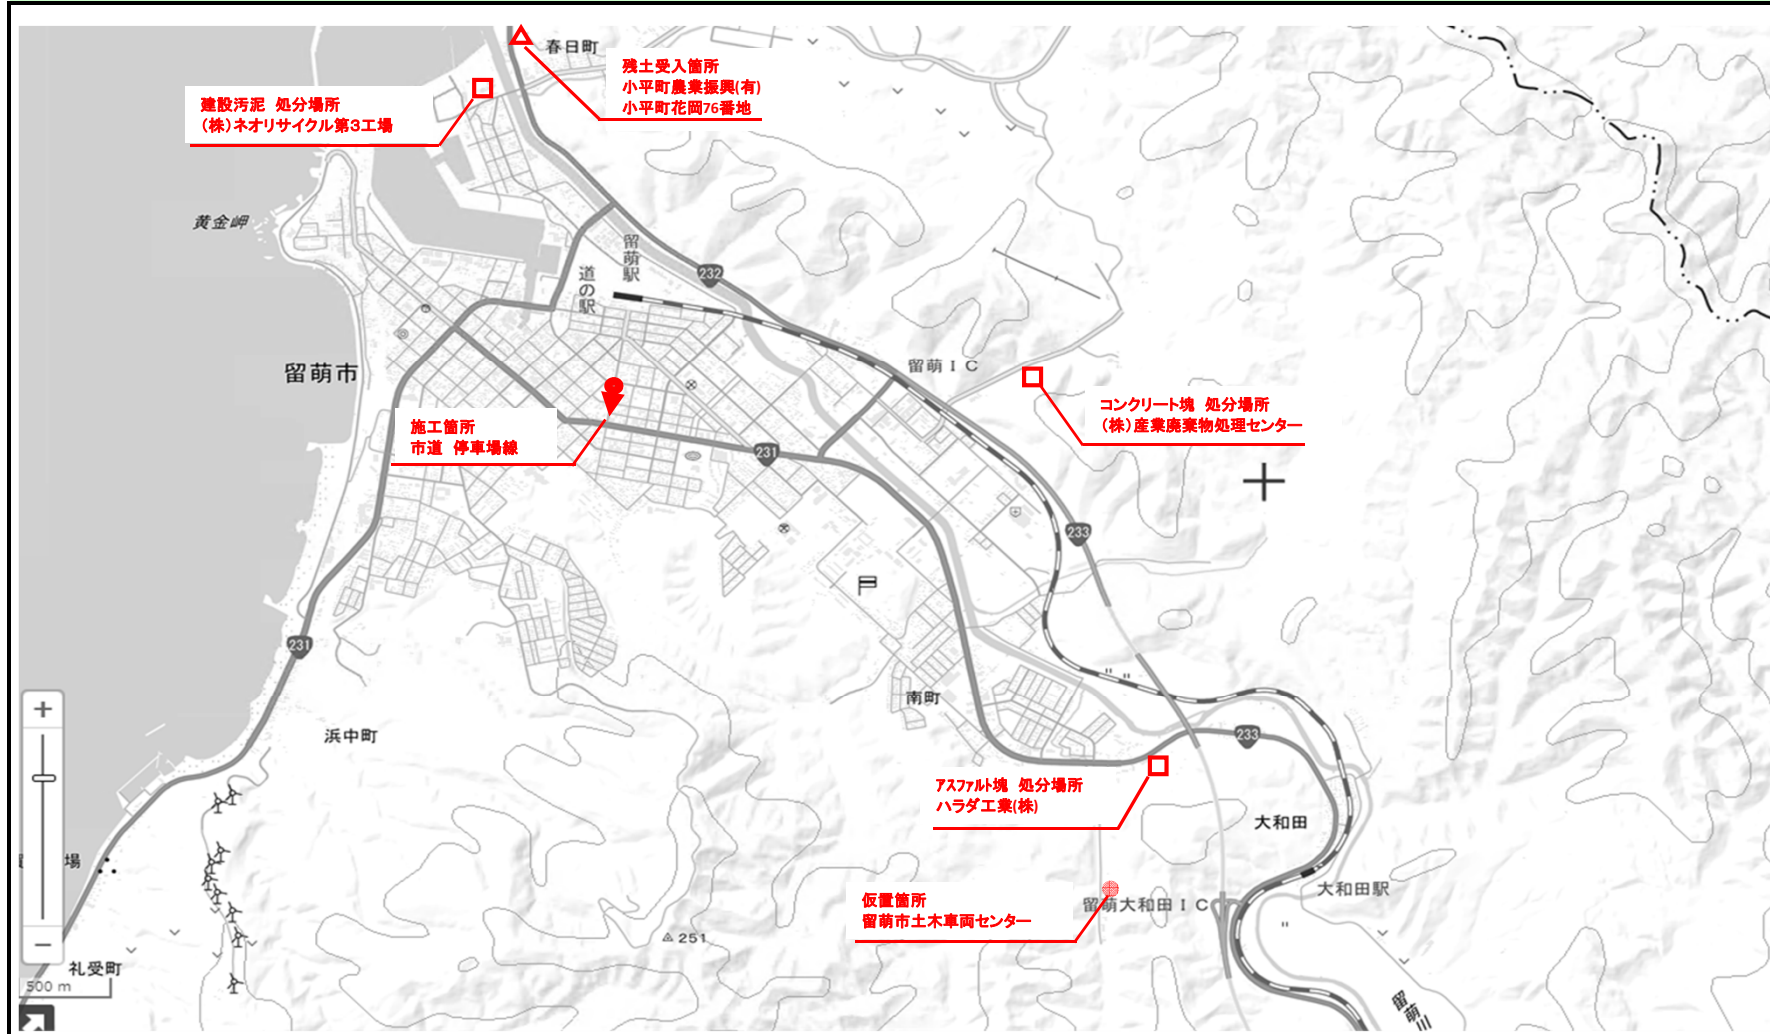 春日町
残土受入箇所
小平町農業振興(有)
小平町花岡76番地
建設汚泥 処分場所
(株)ネオリサイクル第3工場
黄金岬
留萌駅
道の駅
232
留萌IC
留萌市
コンクリート塊 処分場所
(株)産業廃棄物処理センター
施工箇所
市道 停車場線
231
233
231
南町
浜中町
233
アスファルト塊 処分場所
ハラダ工業(株)
大和田
場
大和田駅
仮置箇所
留萌市土木車両センター
留萌大和田IC
251
礼受町
500 m
留萌川